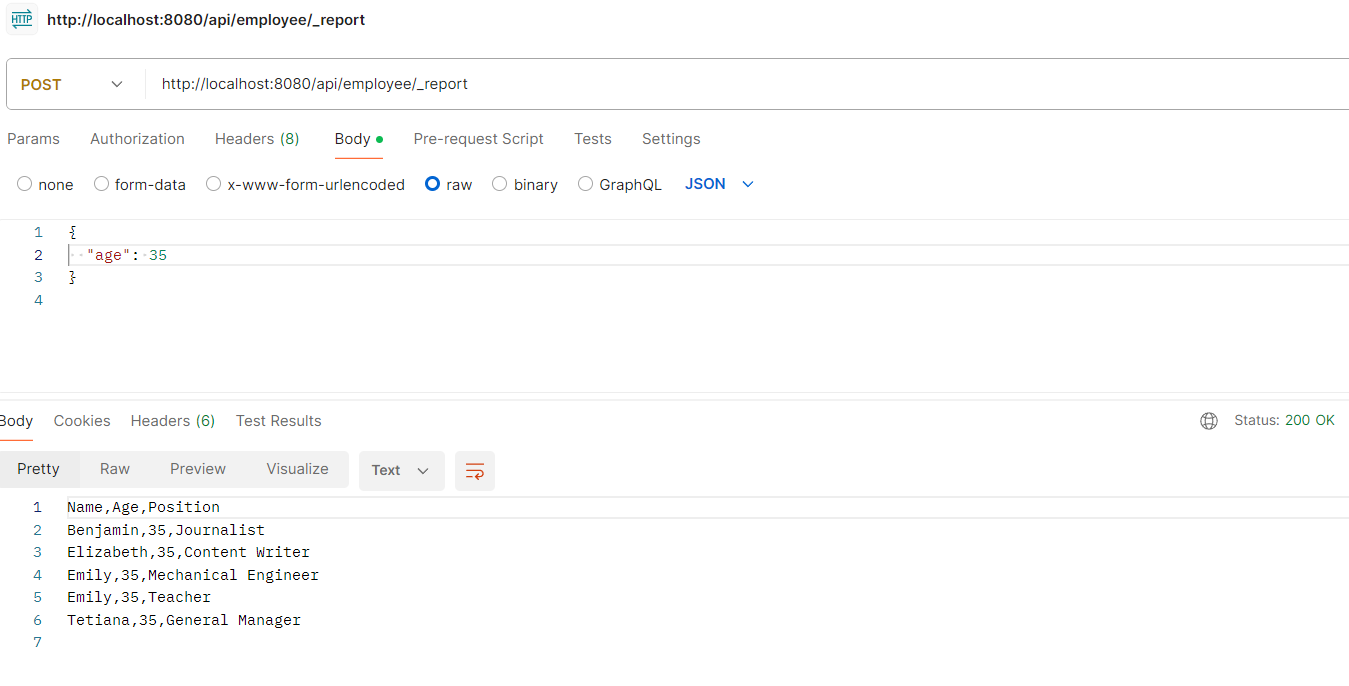 HTTP http://localhost:8080/api/employee/_report
POST http://localhost:8080/api/employee/_report
Params Authorization Headers (8) Body Pre-request Script Tests Settings
none form-data x-www-form-urlencoded raw binary GraphQL JSON
1 {
2 "age": 35
3 }
4
Body Cookies Headers (6) Test Results Status: 200 OK
Pretty Raw Preview Visualize Text
1 Name,Age,Position
2 Benjamin,35,Journalist
3 Elizabeth,35,Content Writer
4 Emily,35,Mechanical Engineer
5 Emily,35,Teacher
6 Tetiana,35,General Manager
7